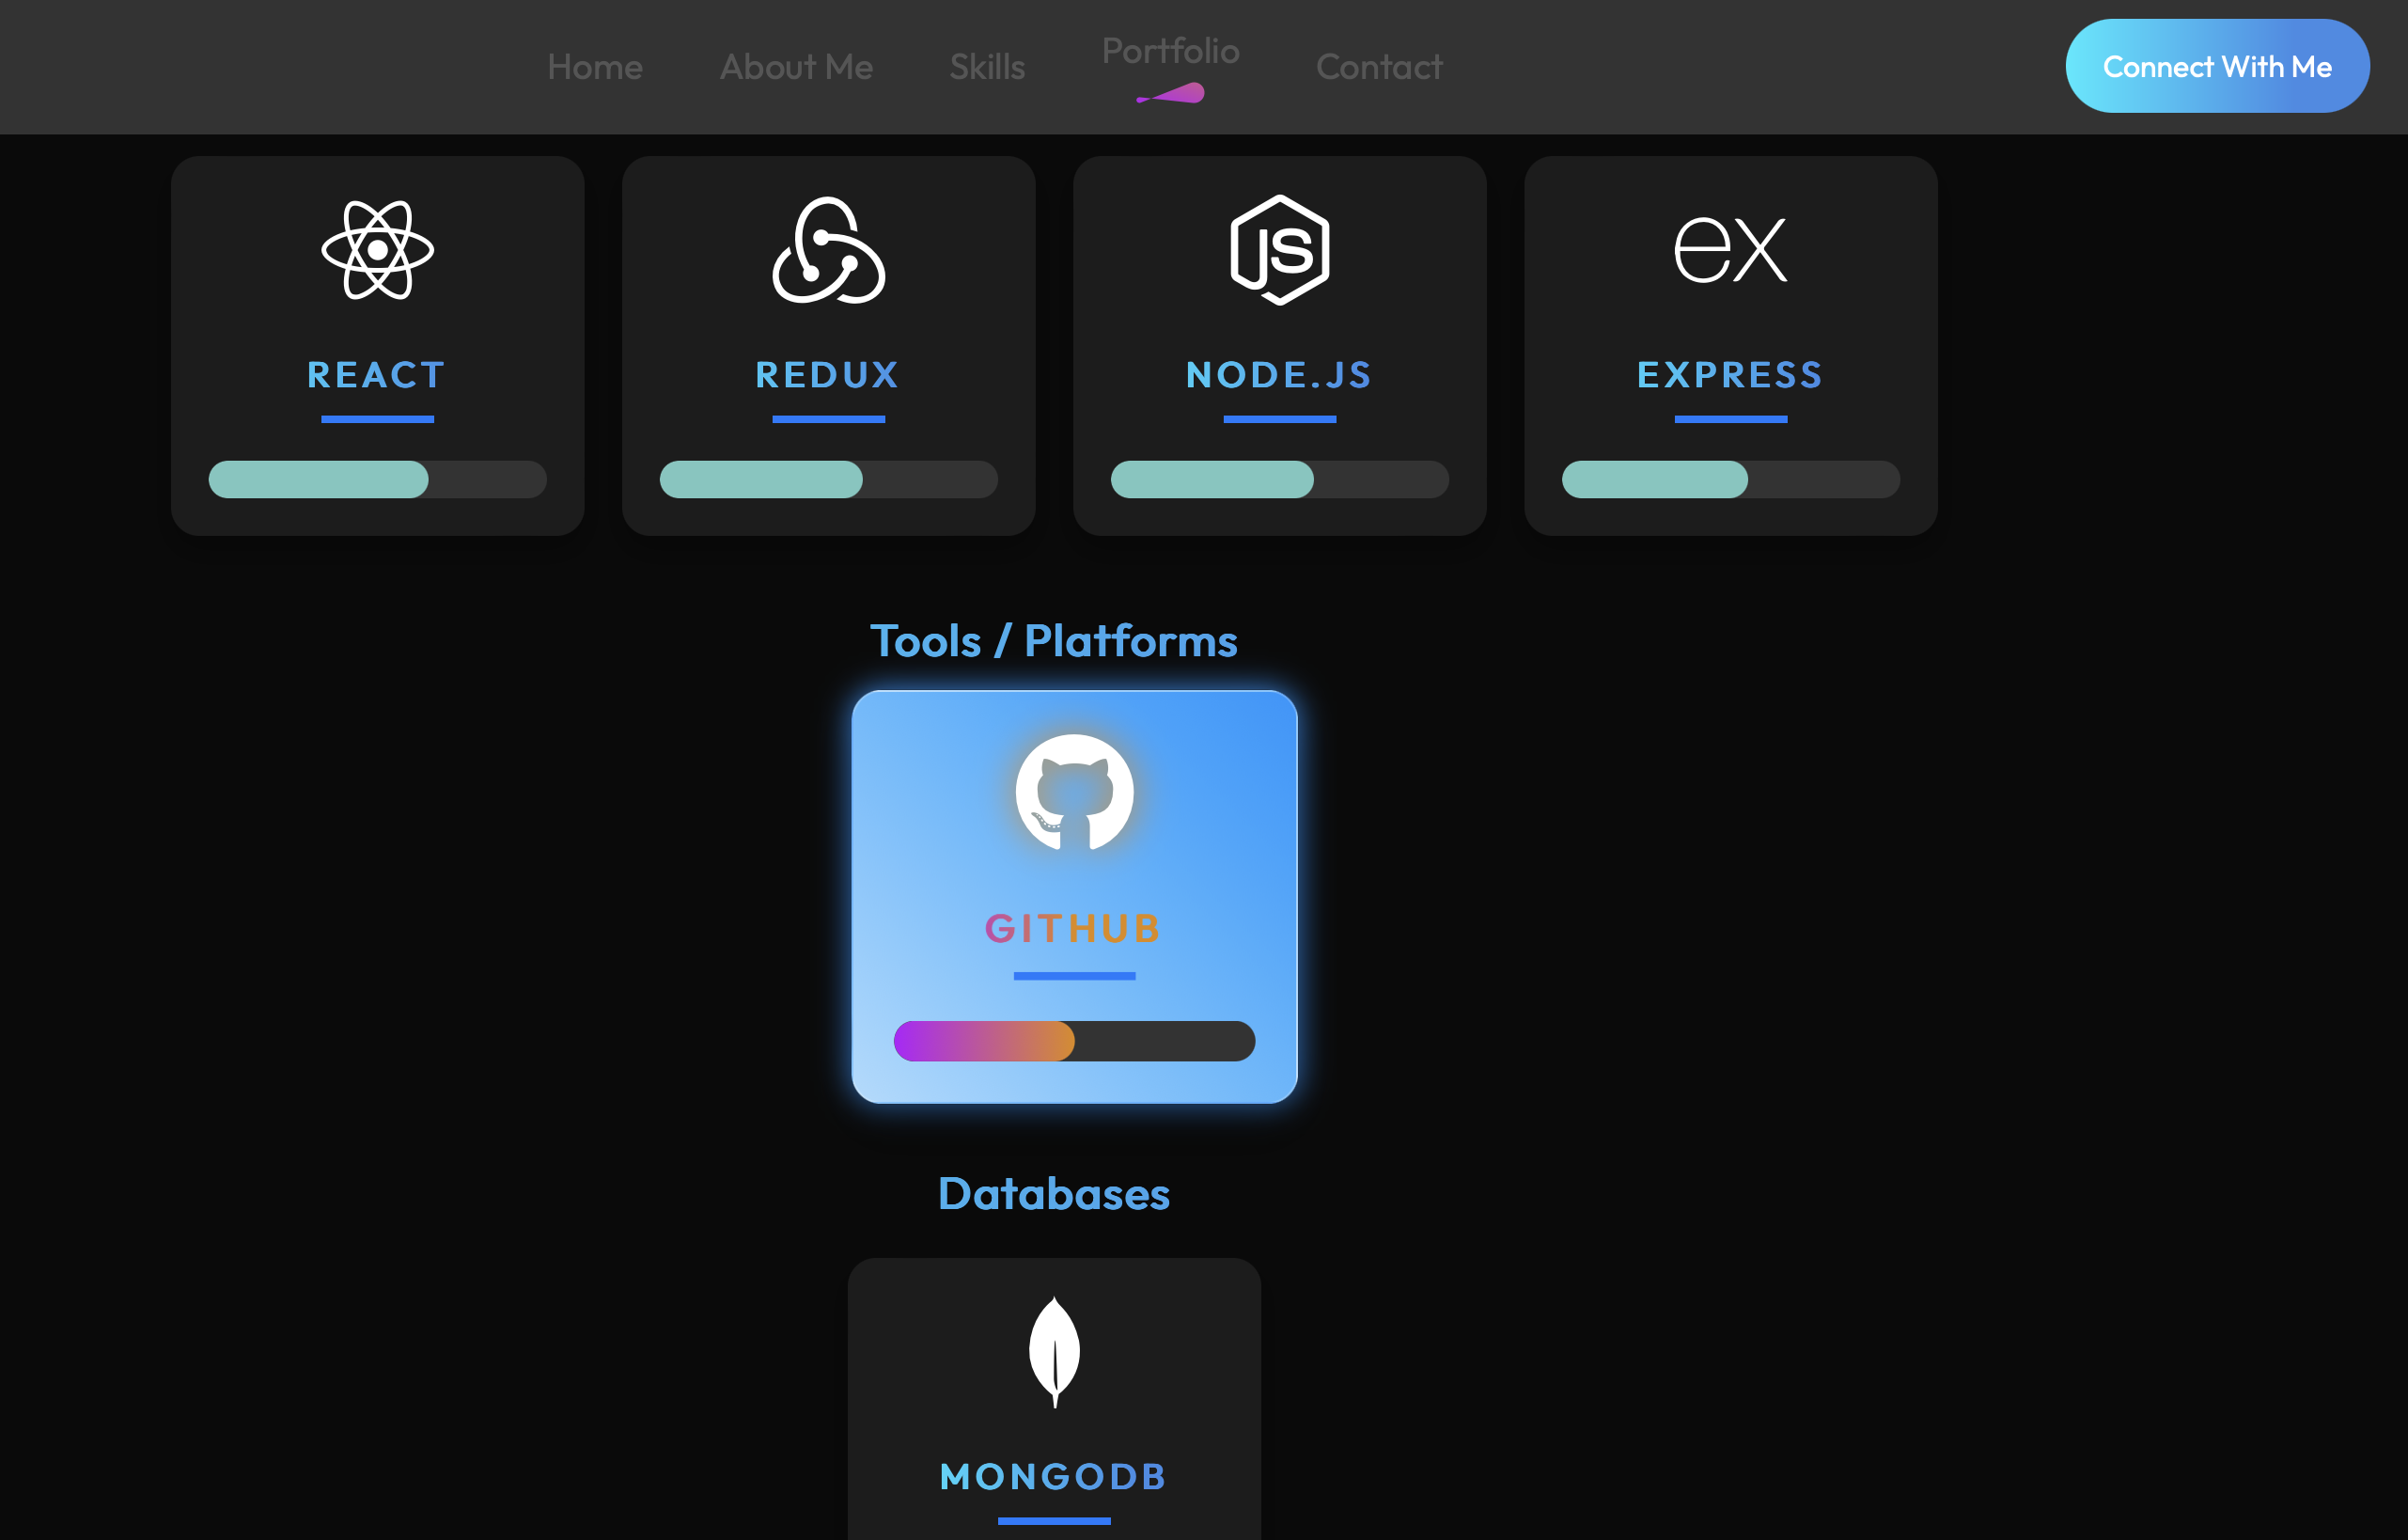 Home About Me Skills Portfolio Contact Connect With Me
JS ex
REACT REDUX NODE.JS EXPRESS
Tools / Platforms
GITHUB
Databases
MONGODB